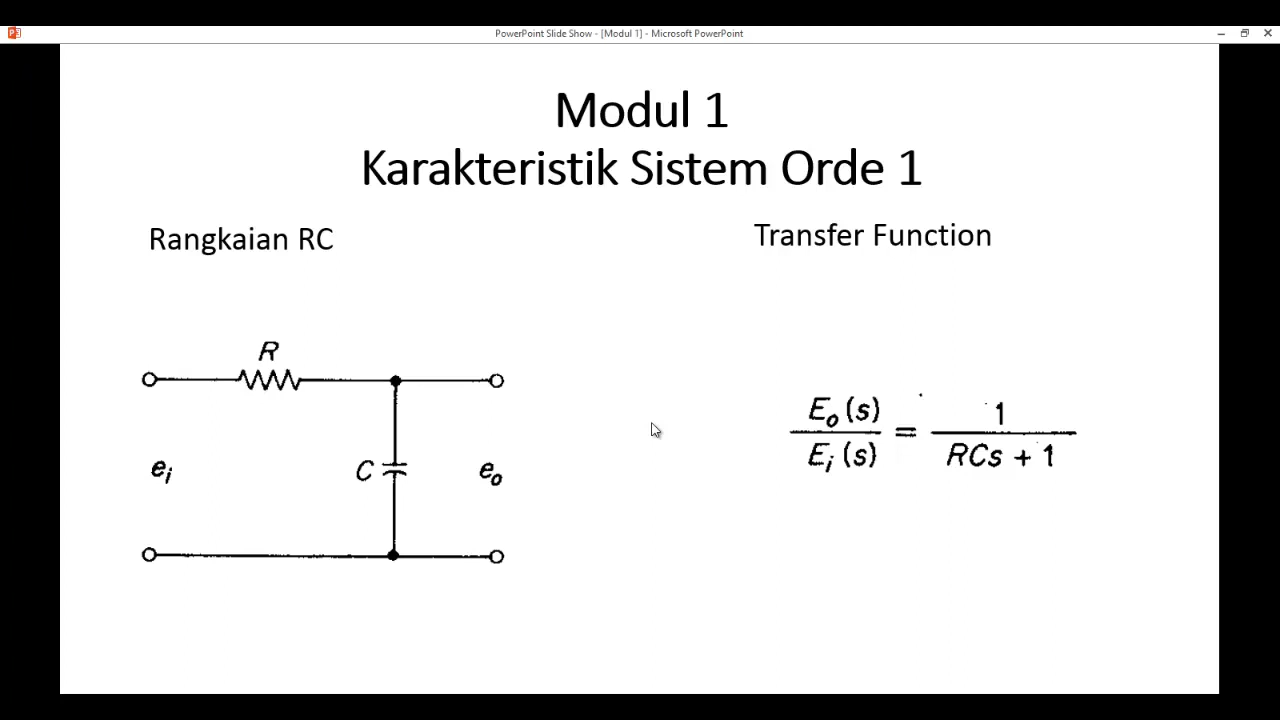 PowerPoint Slide Show - [Modul 1] - Microsoft PowerPoint
Modul 1
Karakteristik Sistem Orde 1
Rangkaian RC
Transfer Function
R
e_i
C
e_o
E_o(s) / E_i(s) = 1 / (RCs + 1)